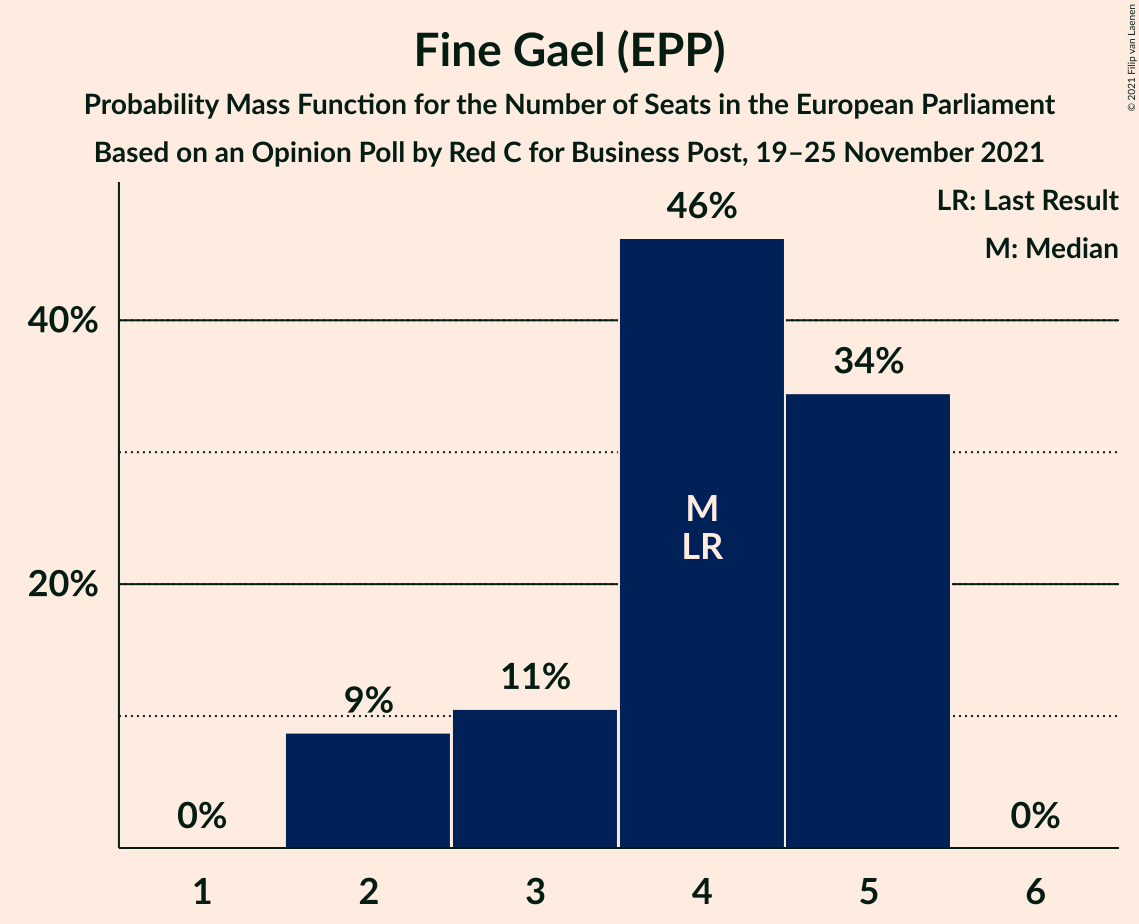 Fine Gael (EPP)
Probability Mass Function for the Number of Seats in the European Parliament
Based on an Opinion Poll by Red C for Business Post, 19–25 November 2021
© 2021 Filip van Laenen
LR: Last Result
M: Median
46%
40%
34%
M
LR
20%
11%
9%
0%
0%
1 2 3 4 5 6